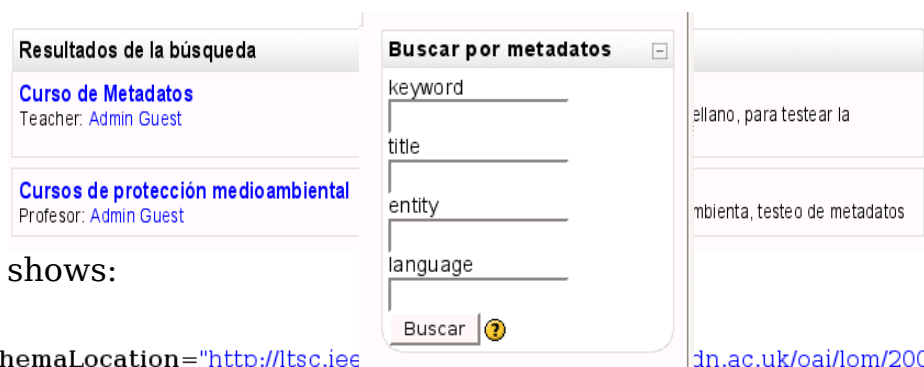 Resultados de la búsqueda
Curso de Metadatos
Teacher: Admin Guest
ellano, para testear la
Cursos de protección medioambiental
Profesor: Admin Guest
mbienta, testeo de metadatos
Buscar por metadatos
keyword
title
entity
language
Buscar
shows:
hemaLocation="http://ltsc.iee
dn.ac.uk/oai/lom/200